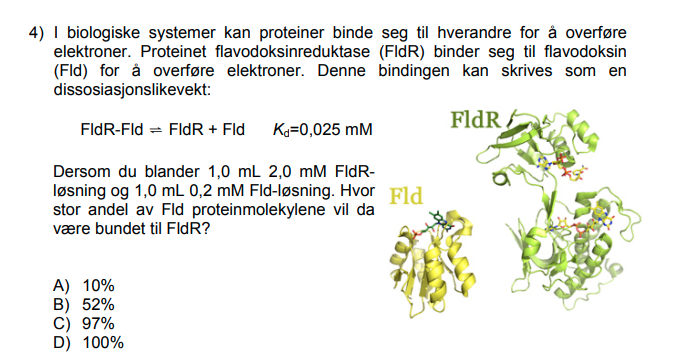 4) I biologiske systemer kan proteiner binde seg til hverandre for å overføre
elektroner. Proteinet flavodoksinreduktase (FldR) binder seg til flavodoksin
(Fld) for å overføre elektroner. Denne bindingen kan skrives som en
dissosiasjonslikevekt:
FldR-Fld ⇌ FldR + Fld K_d=0,025 mM
FldR
Dersom du blander 1,0 mL 2,0 mM FldR-
løsning og 1,0 mL 0,2 mM Fld-løsning. Hvor
stor andel av Fld proteinmolekylene vil da
være bundet til FldR?
Fld
A) 10%
B) 52%
C) 97%
D) 100%